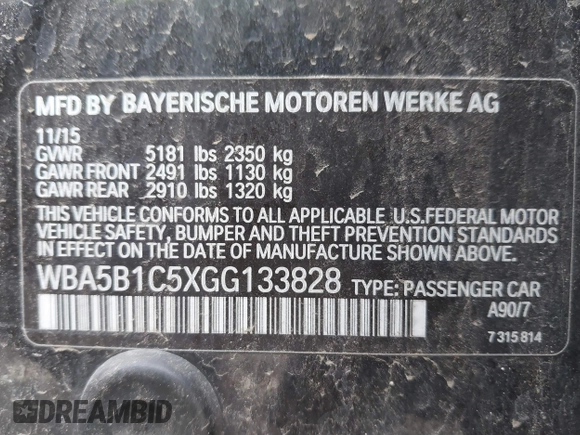 MFD BY BAYERISCHE MOTOREN WERKE AG
11/15
GVWR 5181 lbs 2350 kg
GAWR FRONT 2491 lbs 1130 kg
GAWR REAR 2910 lbs 1320 kg
THIS VEHICLE CONFORMS TO ALL APPLICABLE U.S.FEDERAL MOTOR
VEHICLE SAFETY, BUMPER AND THEFT PREVENTION STANDARDS
IN EFFECT ON THE DATE OF MANUFACTURE SHOWN ABOVE.
WBA5B1C5XGG133828 TYPE: PASSENGER CAR
A90/7
7 315 814
DREAMBID